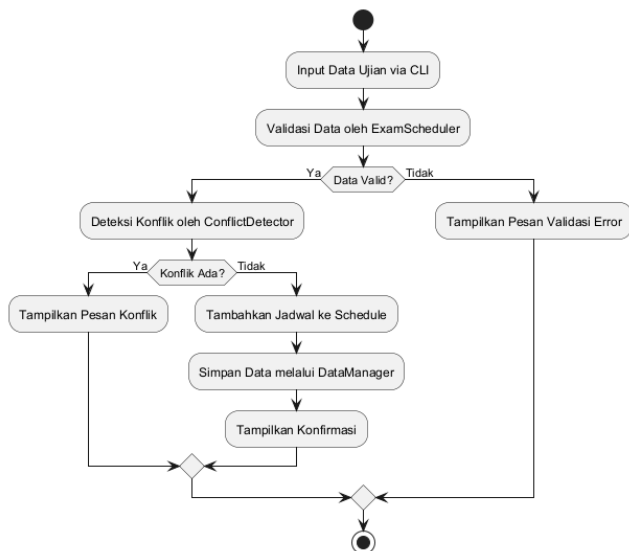 Input Data Ujian via CLI
Validasi Data oleh ExamScheduler
Ya
Data Valid?
Tidak
Deteksi Konflik oleh ConflictDetector
Tampilkan Pesan Validasi Error
Ya
Konflik Ada?
Tidak
Tampilkan Pesan Konflik
Tambahkan Jadwal ke Schedule
Simpan Data melalui DataManager
Tampilkan Konfirmasi